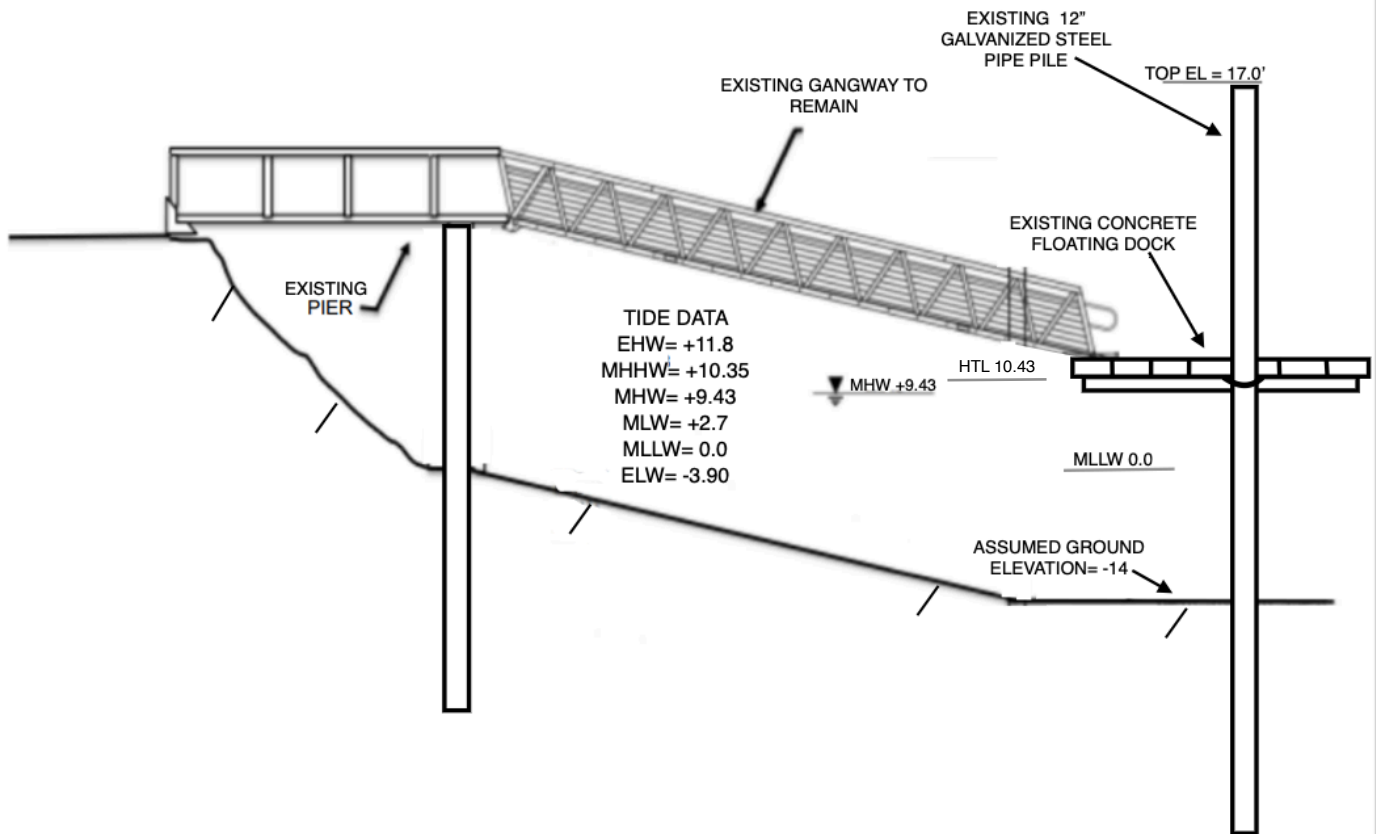 EXISTING 12”
GALVANIZED STEEL
PIPE PILE
TOP EL = 17.0’
EXISTING GANGWAY TO
REMAIN
EXISTING CONCRETE
FLOATING DOCK
EXISTING
PIER
TIDE DATA
EHW= +11.8
MHHW= +10.35
MHW= +9.43
MLW= +2.7
MLLW= 0.0
ELW= -3.90
HTL 10.43
MHW +9.43
MLLW 0.0
ASSUMED GROUND
ELEVATION= -14